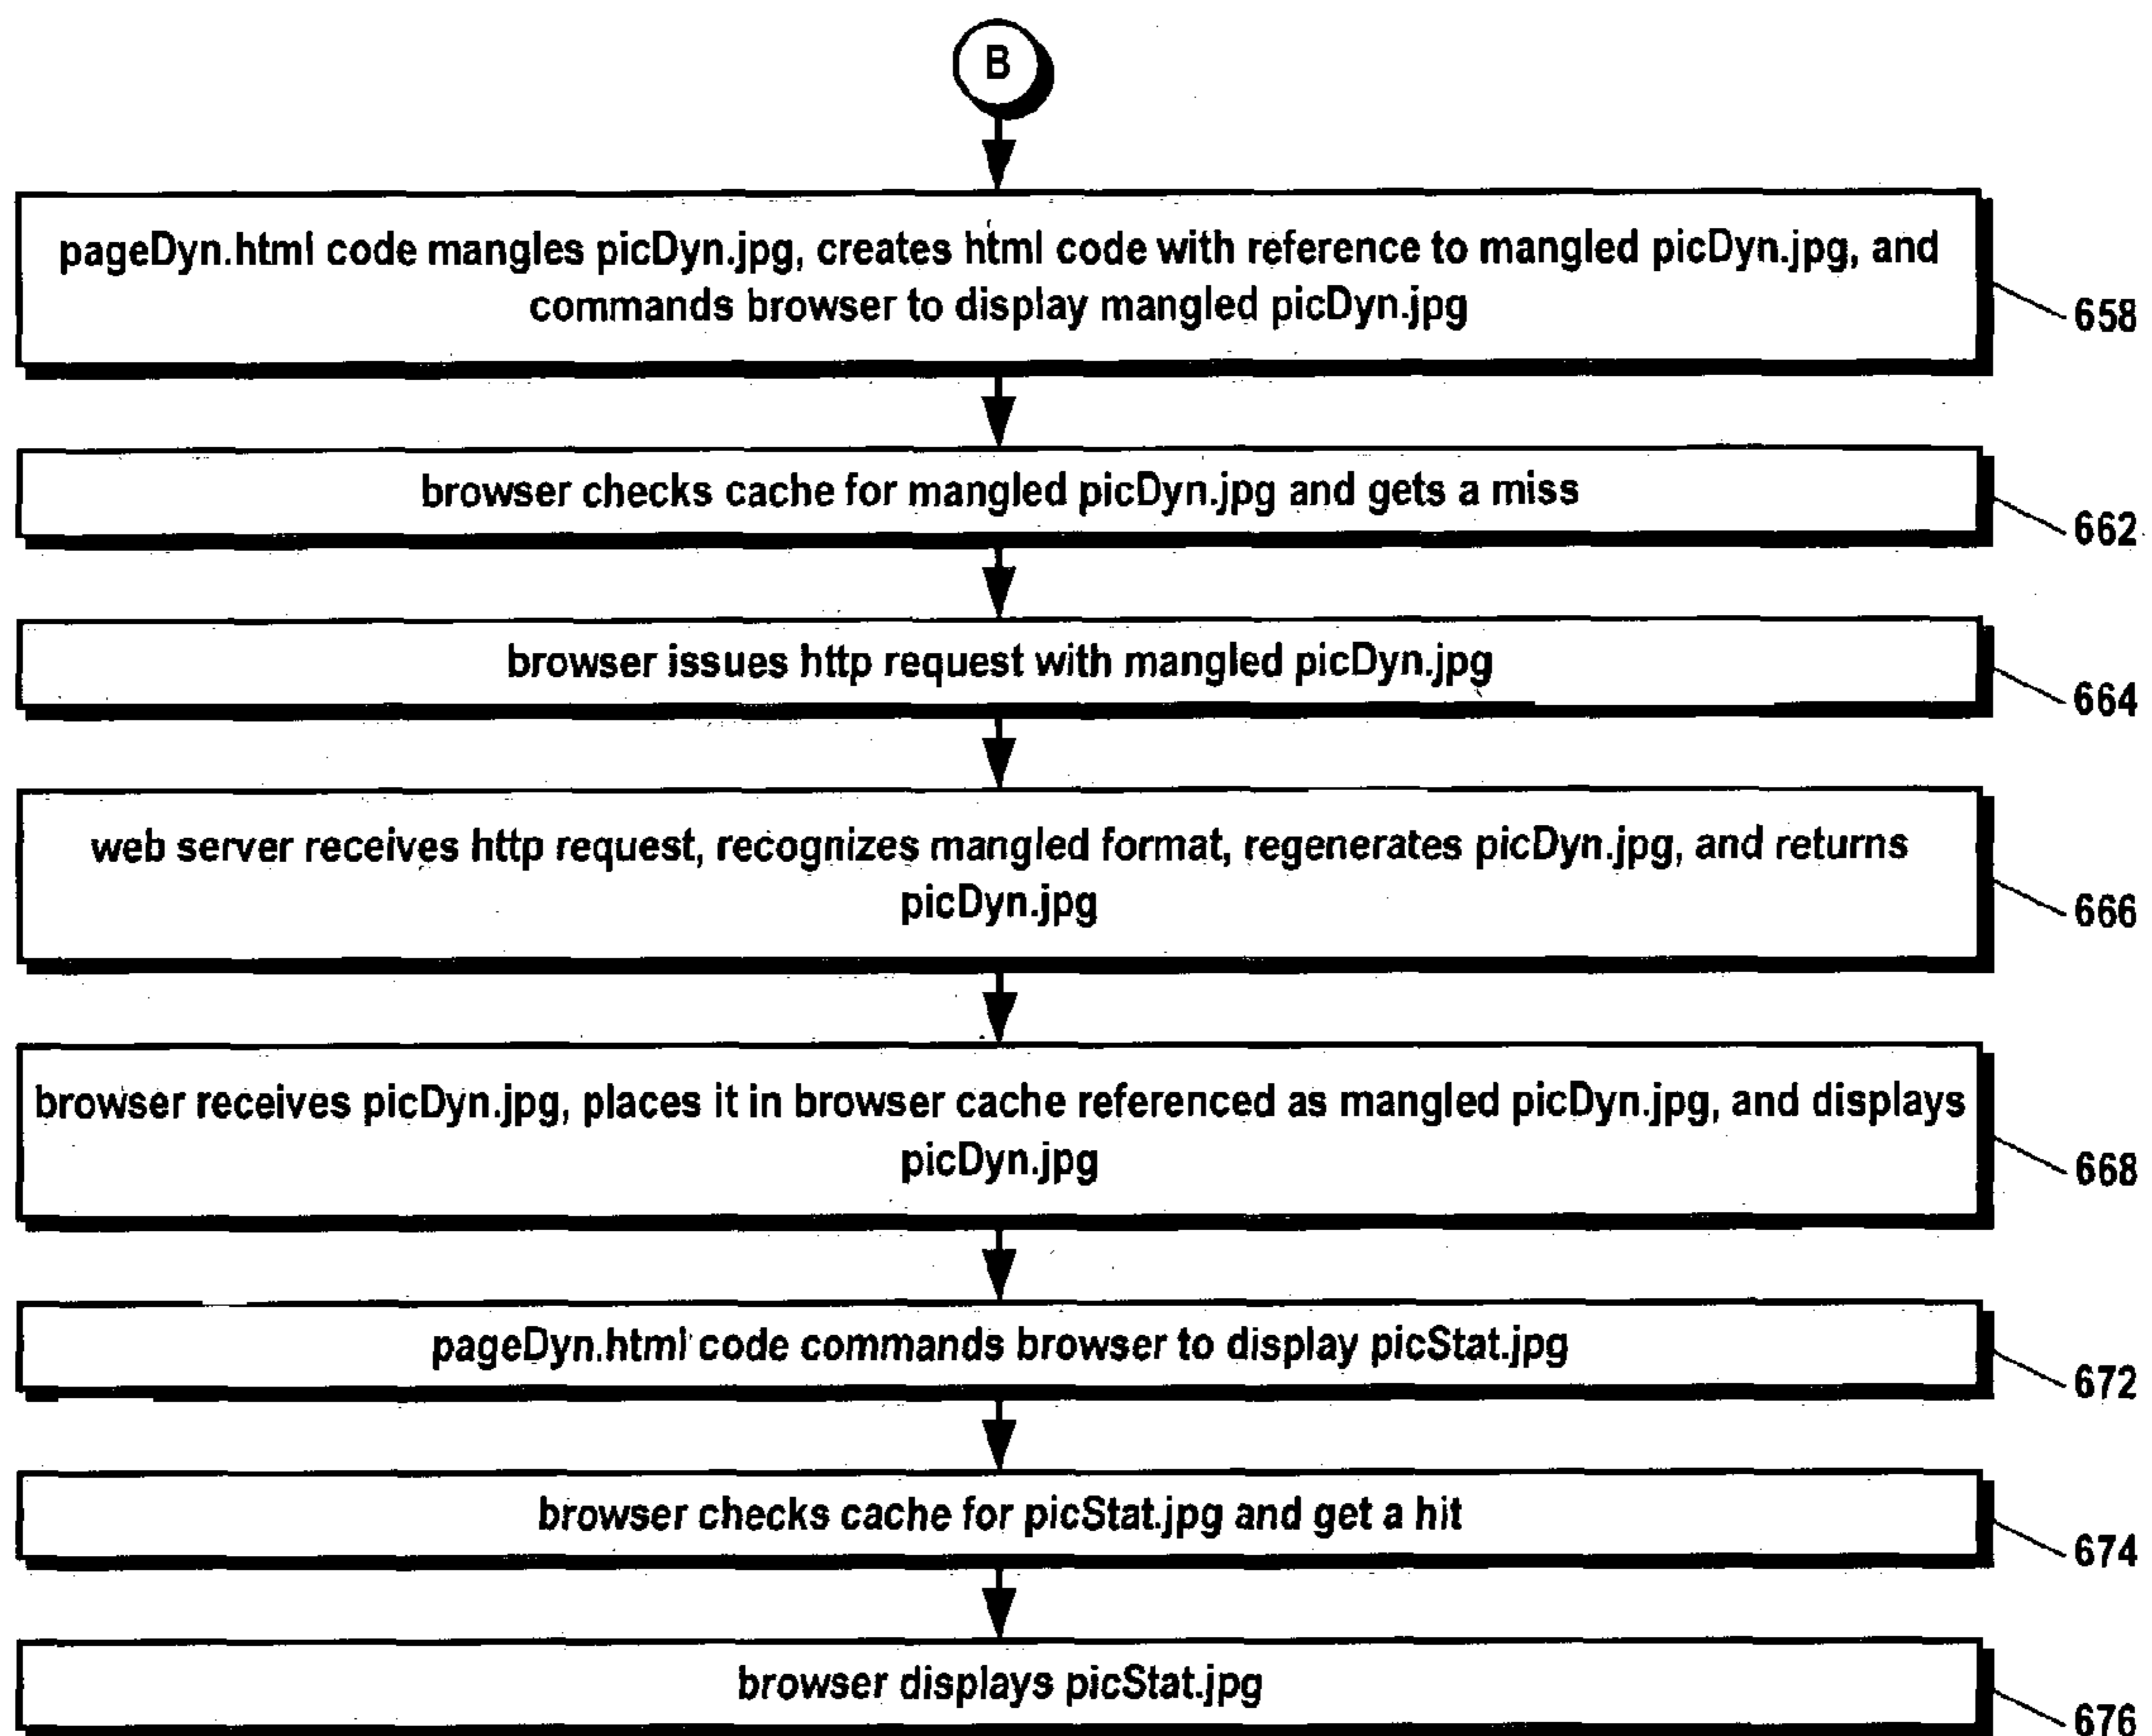 B
pageDyn.html code mangles picDyn.jpg, creates html code with reference to mangled picDyn.jpg, and
commands browser to display mangled picDyn.jpg
658
browser checks cache for mangled picDyn.jpg and gets a miss
662
browser issues http request with mangled picDyn.jpg
664
web server receives http request, recognizes mangled format, regenerates picDyn.jpg, and returns
picDyn.jpg
666
browser receives picDyn.jpg, places it in browser cache referenced as mangled picDyn.jpg, and displays
picDyn.jpg
668
pageDyn.html code commands browser to display picStat.jpg
672
browser checks cache for picStat.jpg and get a hit
674
browser displays picStat.jpg
676